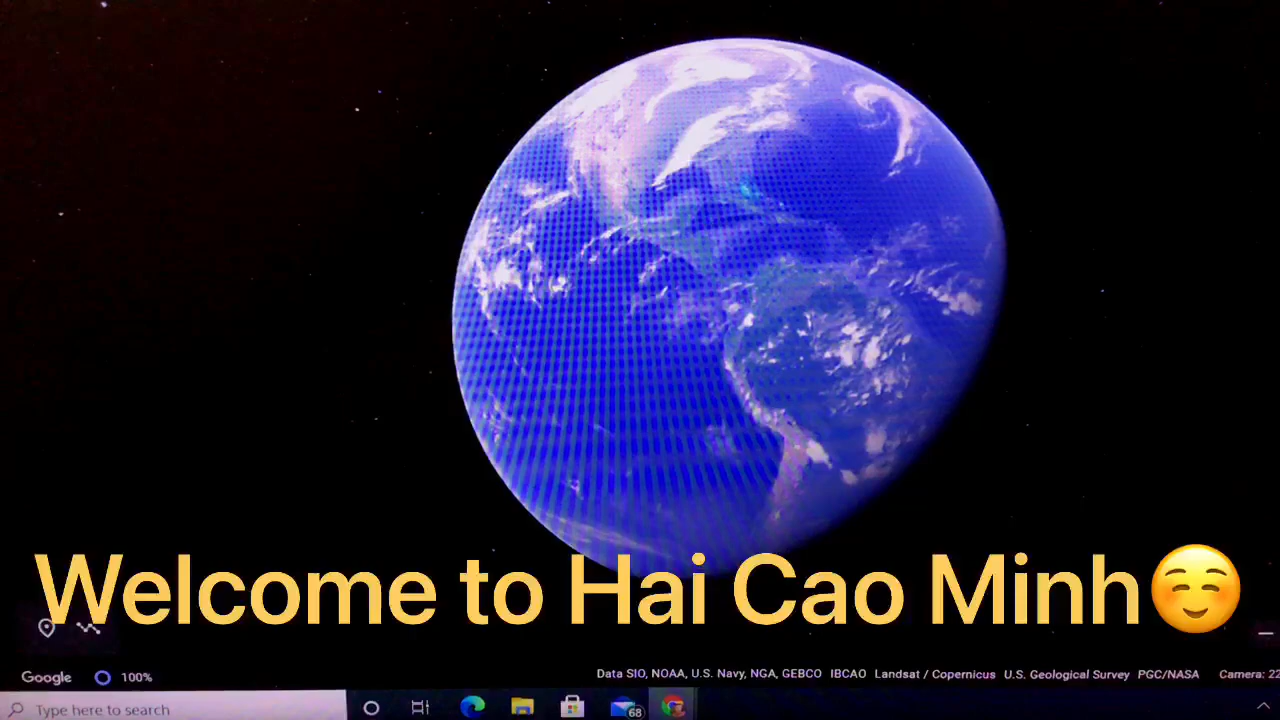 Welcome to Hai Cao Minh☺️
Google 100% Data SIO, NOAA, U.S. Navy, NGA, GEBCO IBCAO Landsat / Copernicus U.S. Geological Survey PGC/NASA Camera: 22
Type here to search 68